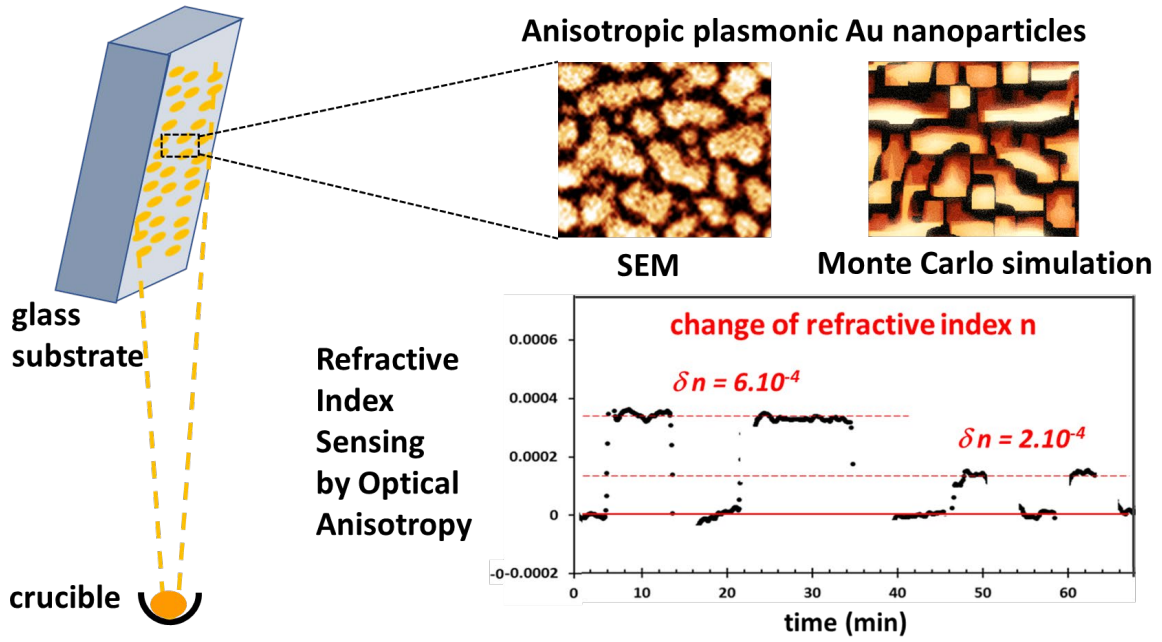 Anisotropic plasmonic Au nanoparticles
SEM
Monte Carlo simulation
glass
substrate
Refractive
Index
Sensing
by Optical
Anisotropy
crucible
change of refractive index n
δ n = 6.10⁻⁴
δ n = 2.10⁻⁴
0.0006
0.0004
0.0002
0
-0-0.0002
0 10 20 30 40 50 60
time (min)